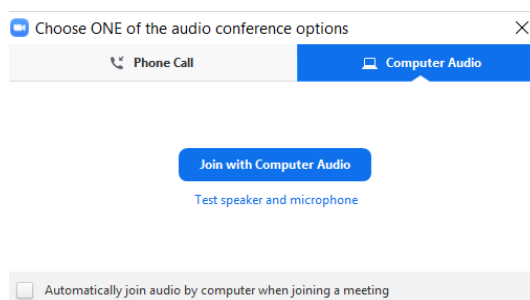 Choose ONE of the audio conference options
Phone Call
Computer Audio
Join with Computer Audio
Test speaker and microphone
Automatically join audio by computer when joining a meeting